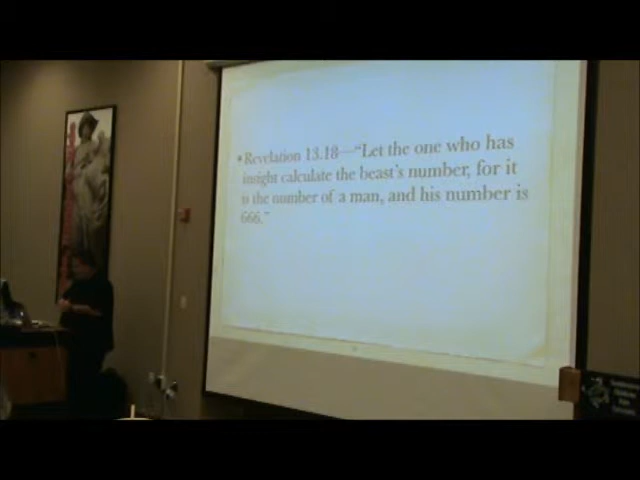 • Revelation 13.18—“Let the one who has
insight calculate the beast's number, for it
is the number of a man, and his number is
666.”